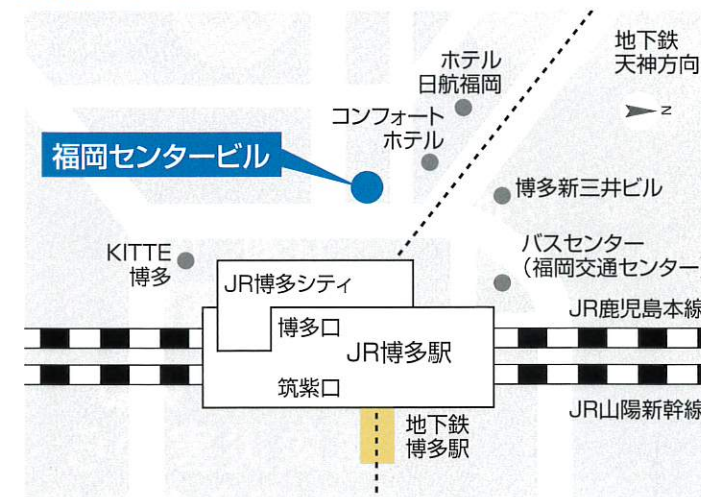 地下鉄
天神方向
N
ホテル
日航福岡
コンフォート
ホテル
福岡センタービル
博多新三井ビル
KITTE
博多
バスセンター
（福岡交通センター
JR博多シティ
博多口
JR博多駅
筑紫口
JR鹿児島本線
JR山陽新幹線
地下鉄
博多駅